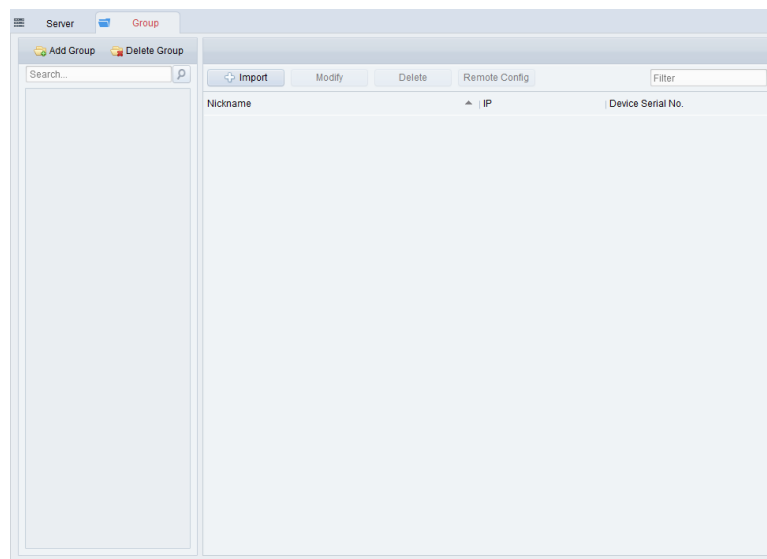 Server Group
Add Group Delete Group
Search...
Import Modify Delete Remote Config Filter
Nickname IP Device Serial No.